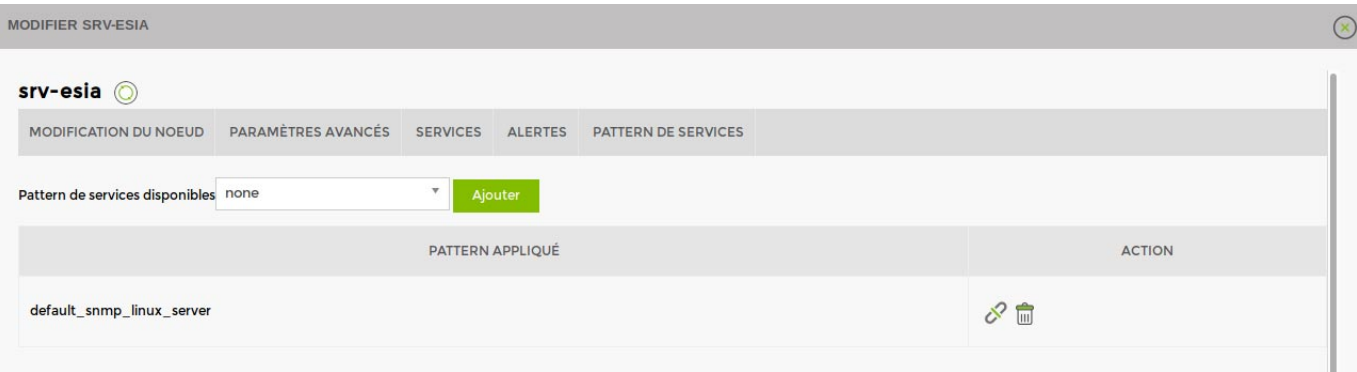 MODIFIER SRV-ESIA
srv-esia
MODIFICATION DU NOEUD PARAMÈTRES AVANCÉS SERVICES ALERTES PATTERN DE SERVICES
Pattern de services disponibles none Ajouter
PATTERN APPLIQUÉ ACTION
default_snmp_linux_server